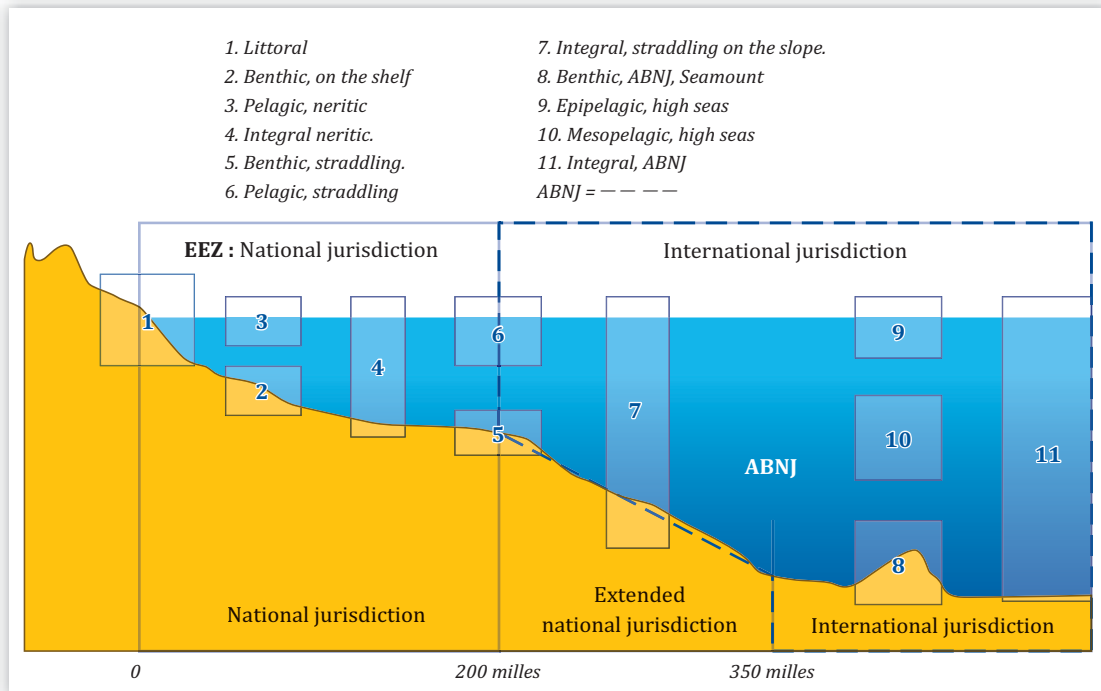 1. Littoral
2. Benthic, on the shelf
3. Pelagic, neritic
4. Integral neritic.
5. Benthic, straddling.
6. Pelagic, straddling
7. Integral, straddling on the slope.
8. Benthic, ABNJ, Seamount
9. Epipelagic, high seas
10. Mesopelagic, high seas
11. Integral, ABNJ
ABNJ = — — — —
EEZ : National jurisdiction
International jurisdiction
1
3
6
9
2
4
5
7
10
11
ABNJ
8
National jurisdiction
Extended
national jurisdiction
International jurisdiction
0
200 milles
350 milles